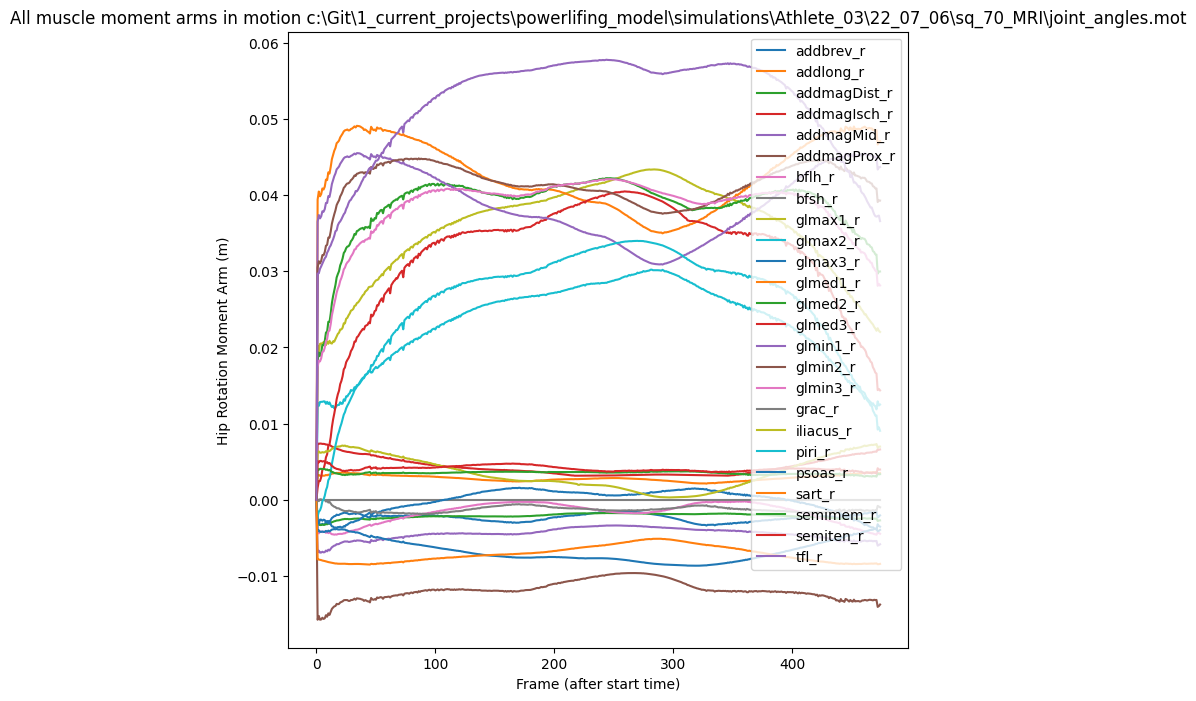 All muscle moment arms in motion c:\Git\1_current_projects\powerlifing_model\simulations\Athlete_03\22_07_06\sq_70_MRI\joint_angles.mot
0.06
0.05
0.04
0.03
0.02
0.01
0.00
−0.01
Hip Rotation Moment Arm (m)
addbrev_r
addlong_r
addmagDist_r
addmagIsch_r
addmagMid_r
addmagProx_r
bflh_r
bfsh_r
glmax1_r
glmax2_r
glmax3_r
glmed1_r
glmed2_r
glmed3_r
glmin1_r
glmin2_r
glmin3_r
grac_r
iliacus_r
piri_r
psoas_r
sart_r
semimem_r
semiten_r
tfl_r
0
100
200
300
400
Frame (after start time)